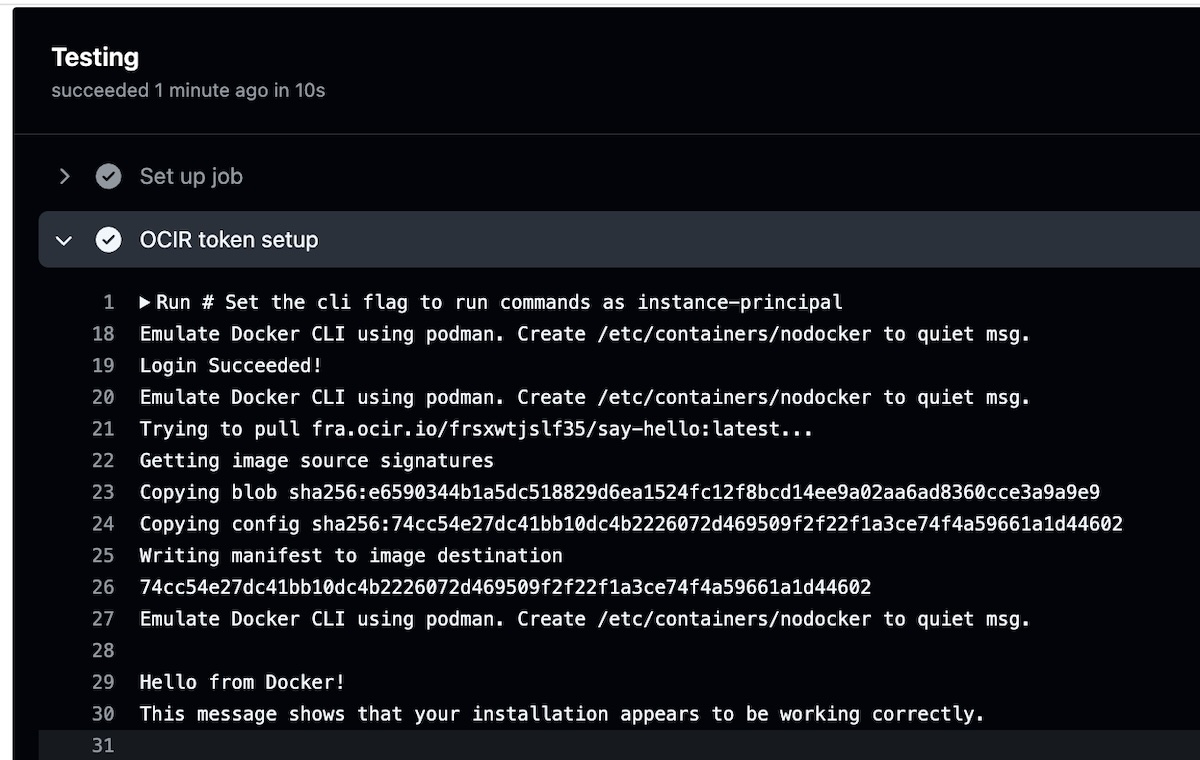 Testing
succeeded 1 minute ago in 10s
Set up job
OCIR token setup
1 Run # Set the cli flag to run commands as instance-principal
18 Emulate Docker CLI using podman. Create /etc/containers/nodocker to quiet msg.
19 Login Succeeded!
20 Emulate Docker CLI using podman. Create /etc/containers/nodocker to quiet msg.
21 Trying to pull fra.ocir.io/frsxwtjslf35/say-hello:latest...
22 Getting image source signatures
23 Copying blob sha256:e6590344b1a5dc518829d6ea1524fc12f8bcd14ee9a02aa6ad8360cce3a9a9e9
24 Copying config sha256:74cc54e27dc41bb10dc4b2226072d469509f2f22f1a3ce74f4a59661a1d44602
25 Writing manifest to image destination
26 74cc54e27dc41bb10dc4b2226072d469509f2f22f1a3ce74f4a59661a1d44602
27 Emulate Docker CLI using podman. Create /etc/containers/nodocker to quiet msg.
28
29 Hello from Docker!
30 This message shows that your installation appears to be working correctly.
31